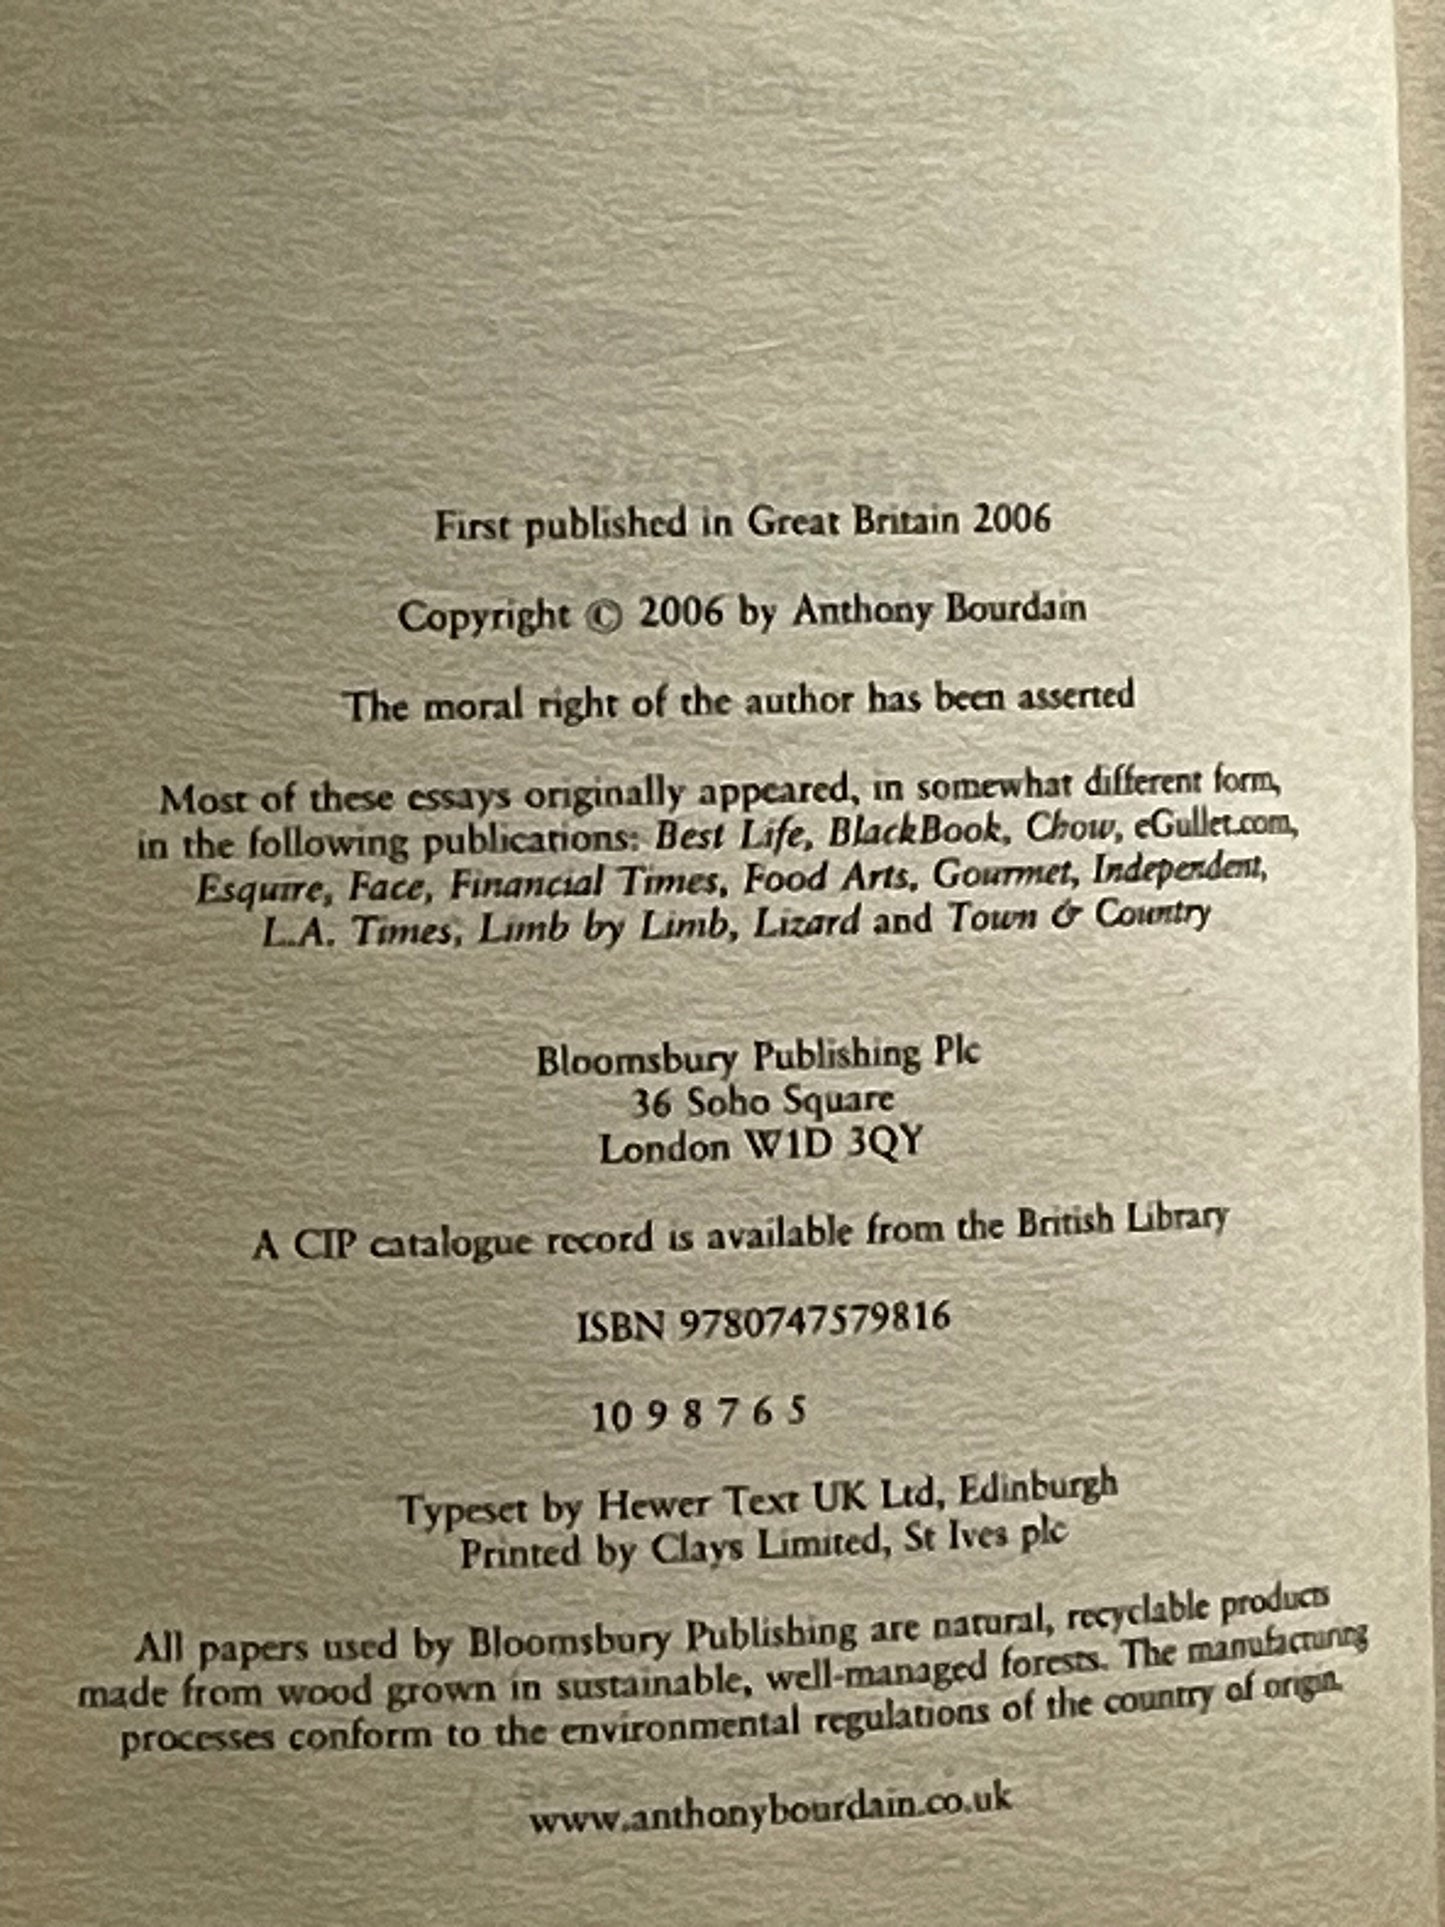 First published in Great Britain 2006
Copyright © 2006 by Anthony Bourdain
The moral right of the author has been asserted
Most of these essays originally appeared, in somewhat different form,
in the following publications: Best Life, BlackBook, Chow, eGullet.com,
Esquire, Face, Financial Times, Food Arts, Gourmet, Independent,
L.A. Times, Limb by Limb, Lizard and Town & Country
Bloomsbury Publishing Plc
36 Soho Square
London W1D 3QY
A CIP catalogue record is available from the British Library
ISBN 9780747579816
10 9 8 7 6 5
Typeset by Hewer Text UK Ltd, Edinburgh
Printed by Clays Limited, St Ives plc
All papers used by Bloomsbury Publishing are natural, recyclable products
made from wood grown in sustainable, well-managed forests. The manufacturing
processes conform to the environmental regulations of the country of origin.
www.anthonybourdain.co.uk